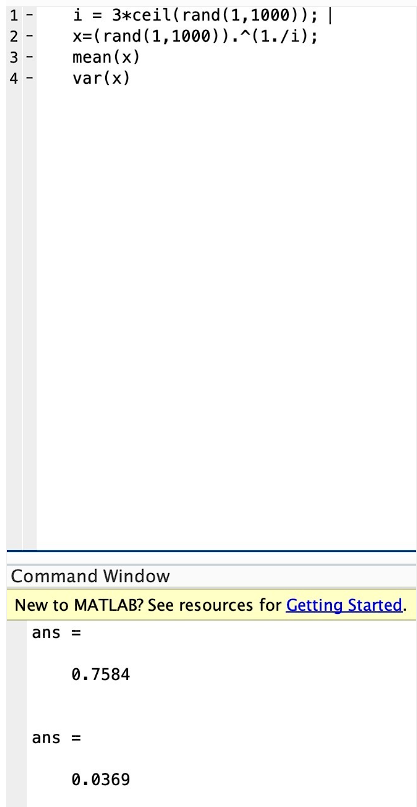 1 - i = 3*ceil(rand(1,1000)); |
2 - x=(rand(1,1000)).^(1./i);
3 - mean(x)
4 - var(x)
Command Window
New to MATLAB? See resources for Getting Started.
ans =
0.7584
ans =
0.0369